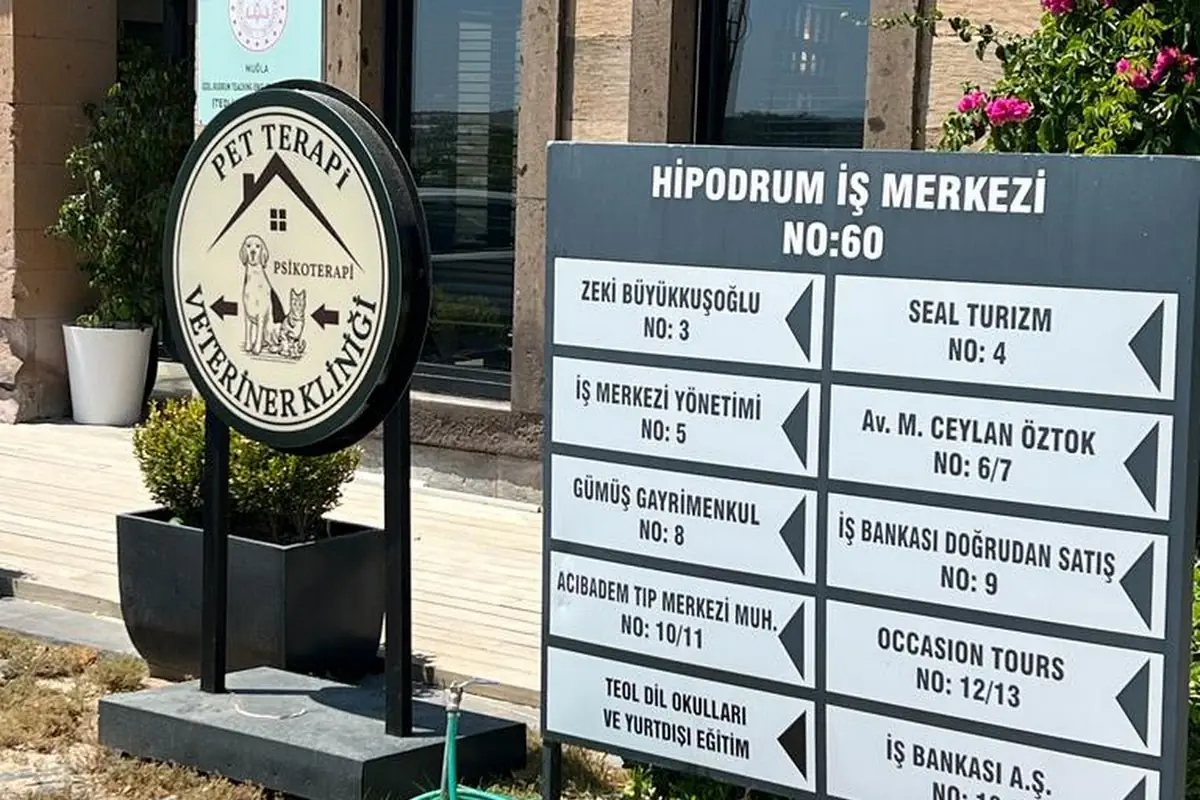 MUĞLA
PET TERAPİ
PSİKOTERAPİ
VETERİNER KLİNİĞİ
HİPODRUM İŞ MERKEZİ
NO:60
ZEKİ BÜYÜKKUŞOĞLU
NO: 3
SEAL TURIZM
NO: 4
İŞ MERKEZİ YÖNETİMİ
NO: 5
Av. M. CEYLAN ÖZTOK
NO: 6/7
GÜMÜŞ GAYRİMENKUL
NO: 8
İŞ BANKASI DOĞRUDAN SATIŞ
NO: 9
ACIBADEM TIP MERKEZİ MUH.
NO: 10/11
OCCASION TOURS
NO: 12/13
TEOL DİL OKULLARI
VE YURTDIŞI EĞİTİM
İŞ BANKASI A.Ş.